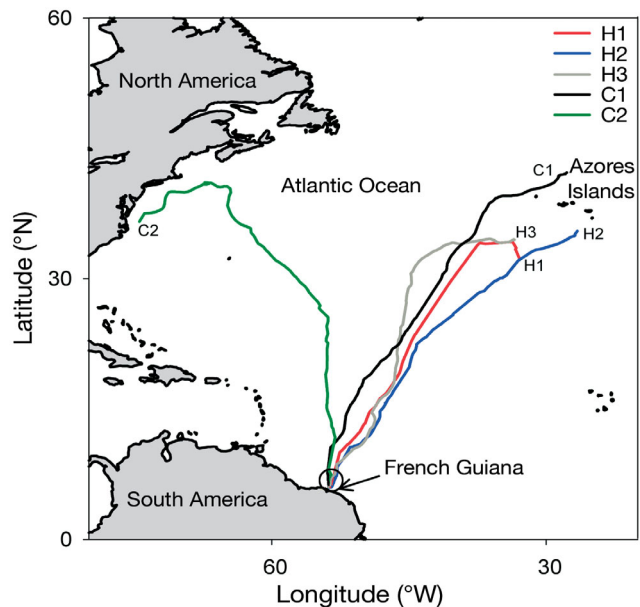 60
H1
H2
H3
C1
C2
North America
Atlantic Ocean
C1
Azores
Islands
C2
H3
H2
H1
30
Latitude (°N)
French Guiana
South America
0
60
30
Longitude (°W)